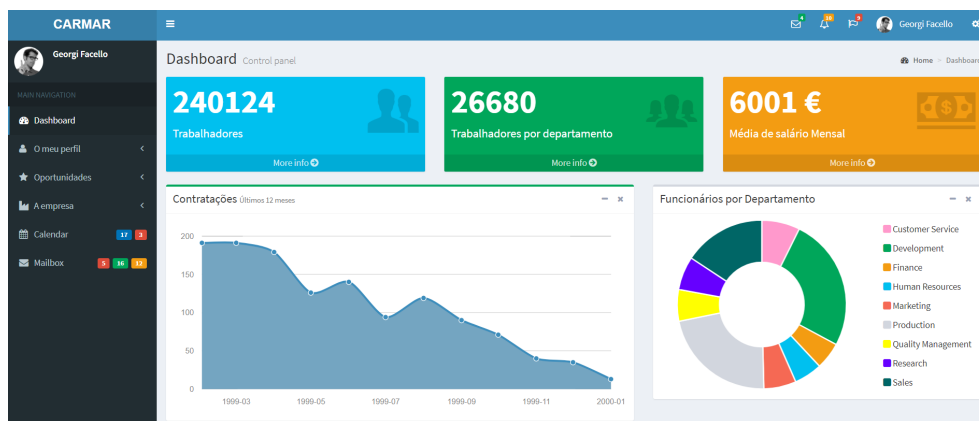 CARMAR
4
10
9
Georgi Facello
Georgi Facello
Dashboard Control panel
Home > Dashboard
MAIN NAVIGATION
Dashboard
O meu perfil
Oportunidades
A empresa
Calendar 17 3
Mailbox 5 16 12
240124
Trabalhadores
More info
26680
Trabalhadores por departamento
More info
6001 €
Média de salário Mensal
More info
Contratações Últimos 12 meses
200
150
100
50
0
1999-03 1999-05 1999-07 1999-09 1999-11 2000-01
Funcionários por Departamento
Customer Service
Development
Finance
Human Resources
Marketing
Production
Quality Management
Research
Sales